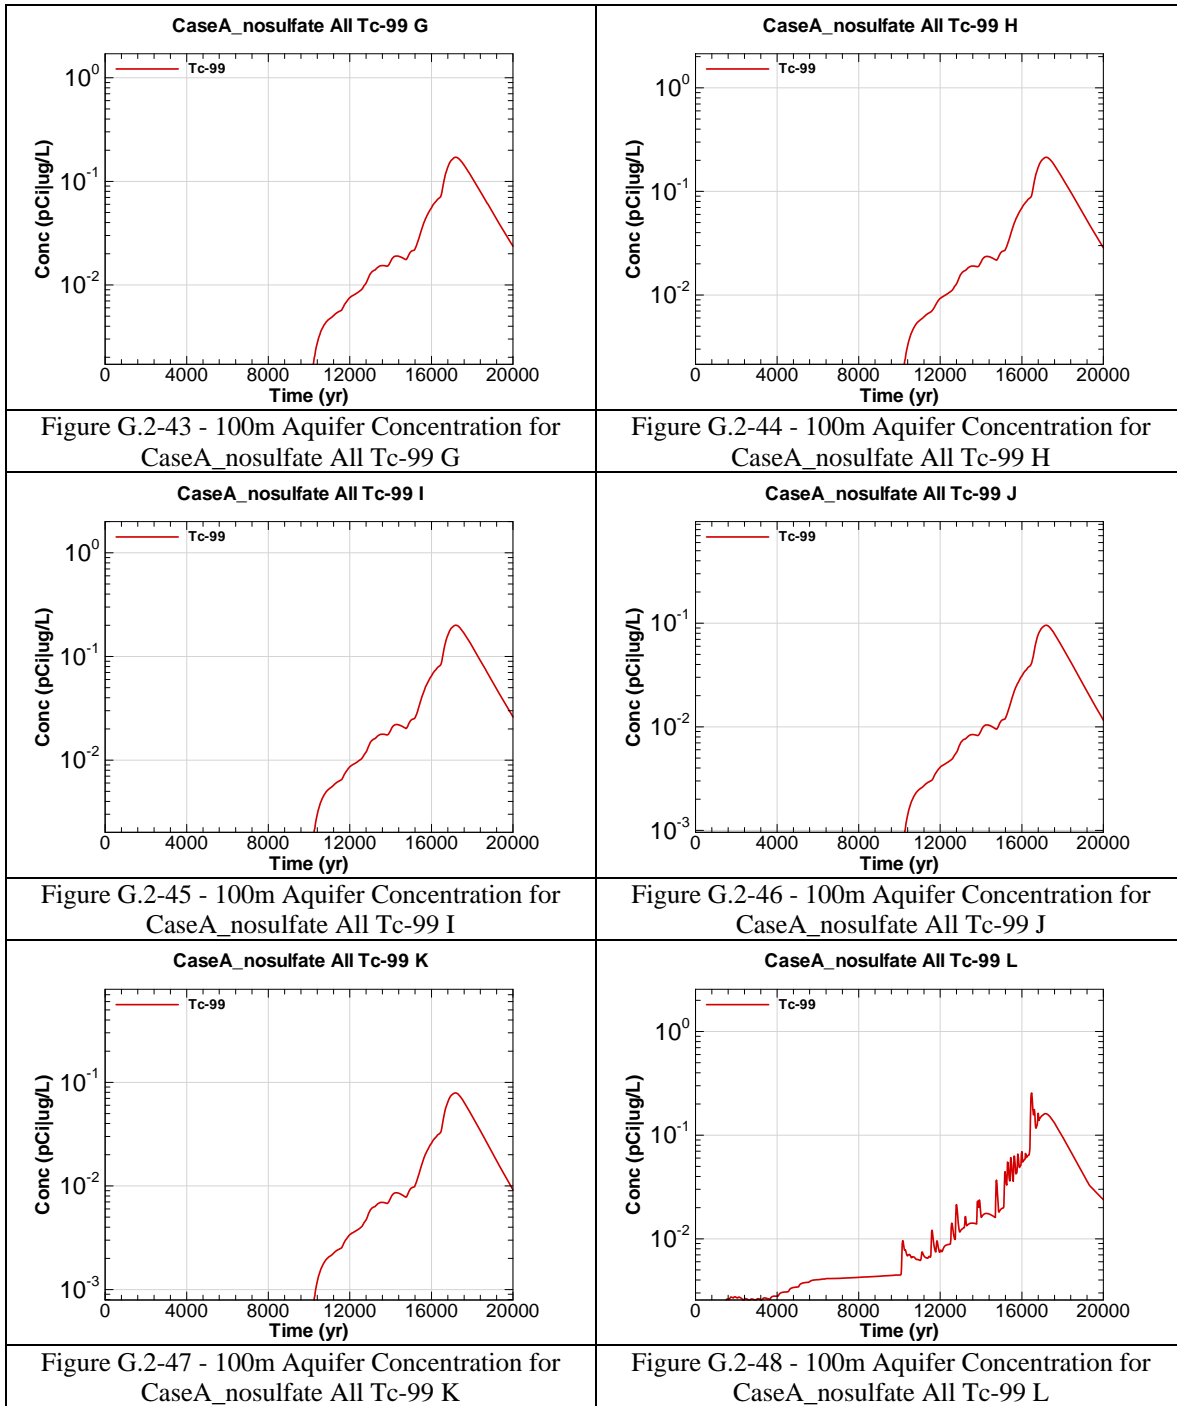 CaseA_nosulfate All Tc-99 G
Tc-99
10^0
10^-1
10^-2
Conc (pCi|ug/L)
0 4000 8000 12000 16000 20000
Time (yr)
Figure G.2-43 - 100m Aquifer Concentration for
CaseA_nosulfate All Tc-99 G
CaseA_nosulfate All Tc-99 H
Tc-99
10^0
10^-1
10^-2
Conc (pCi|ug/L)
0 4000 8000 12000 16000 20000
Time (yr)
Figure G.2-44 - 100m Aquifer Concentration for
CaseA_nosulfate All Tc-99 H
CaseA_nosulfate All Tc-99 I
Tc-99
10^0
10^-1
10^-2
Conc (pCi|ug/L)
0 4000 8000 12000 16000 20000
Time (yr)
Figure G.2-45 - 100m Aquifer Concentration for
CaseA_nosulfate All Tc-99 I
CaseA_nosulfate All Tc-99 J
Tc-99
10^-1
10^-2
10^-3
Conc (pCi|ug/L)
0 4000 8000 12000 16000 20000
Time (yr)
Figure G.2-46 - 100m Aquifer Concentration for
CaseA_nosulfate All Tc-99 J
CaseA_nosulfate All Tc-99 K
Tc-99
10^-1
10^-2
10^-3
Conc (pCi|ug/L)
0 4000 8000 12000 16000 20000
Time (yr)
Figure G.2-47 - 100m Aquifer Concentration for
CaseA_nosulfate All Tc-99 K
CaseA_nosulfate All Tc-99 L
Tc-99
10^0
10^-1
10^-2
Conc (pCi|ug/L)
0 4000 8000 12000 16000 20000
Time (yr)
Figure G.2-48 - 100m Aquifer Concentration for
CaseA_nosulfate All Tc-99 L